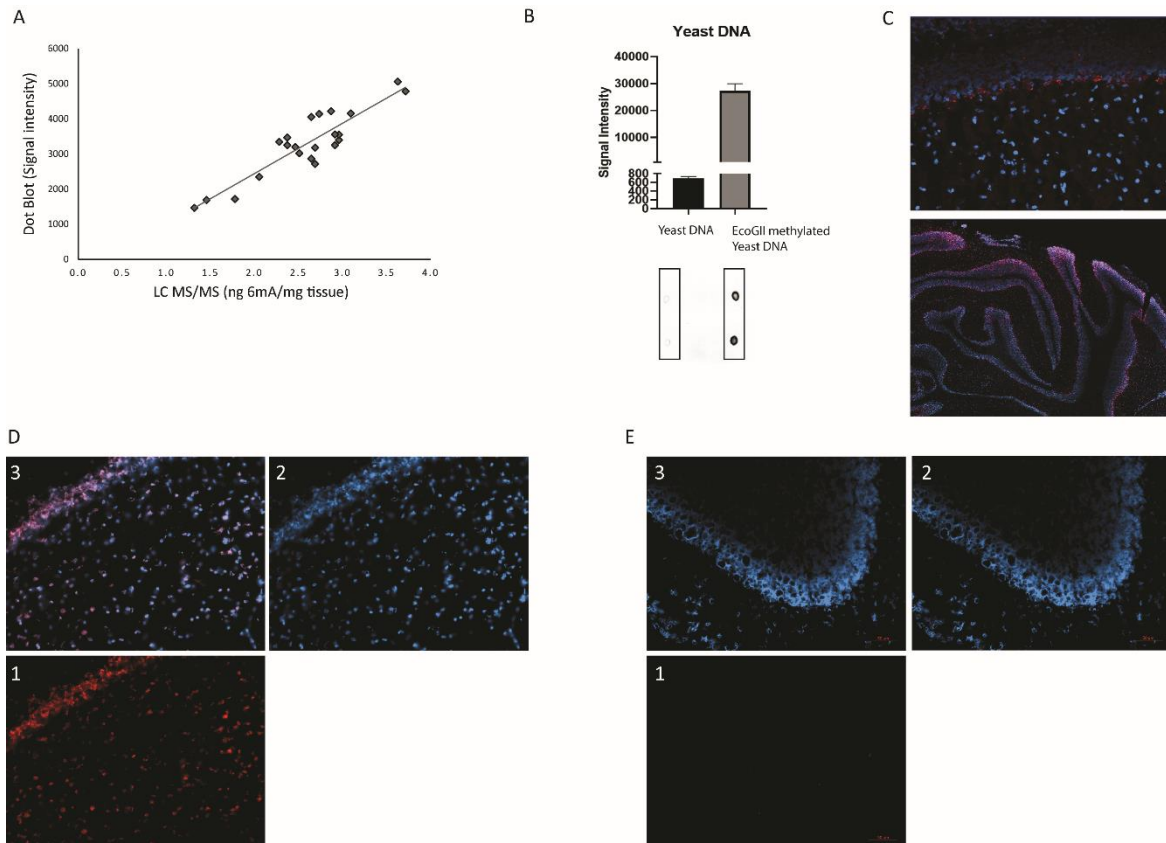 A
6000
5000
4000
3000
2000
1000
0
Dot Blot (Signal intensity)
0.0 0.5 1.0 1.5 2.0 2.5 3.0 3.5 4.0
LC MS/MS (ng 6mA/mg tissue)
B
Yeast DNA
40000
30000
20000
10000
800
600
400
200
0
Signal Intensity
Yeast DNA
EcoGII methylated
Yeast DNA
C
D
3
2
1
E
3
2
1